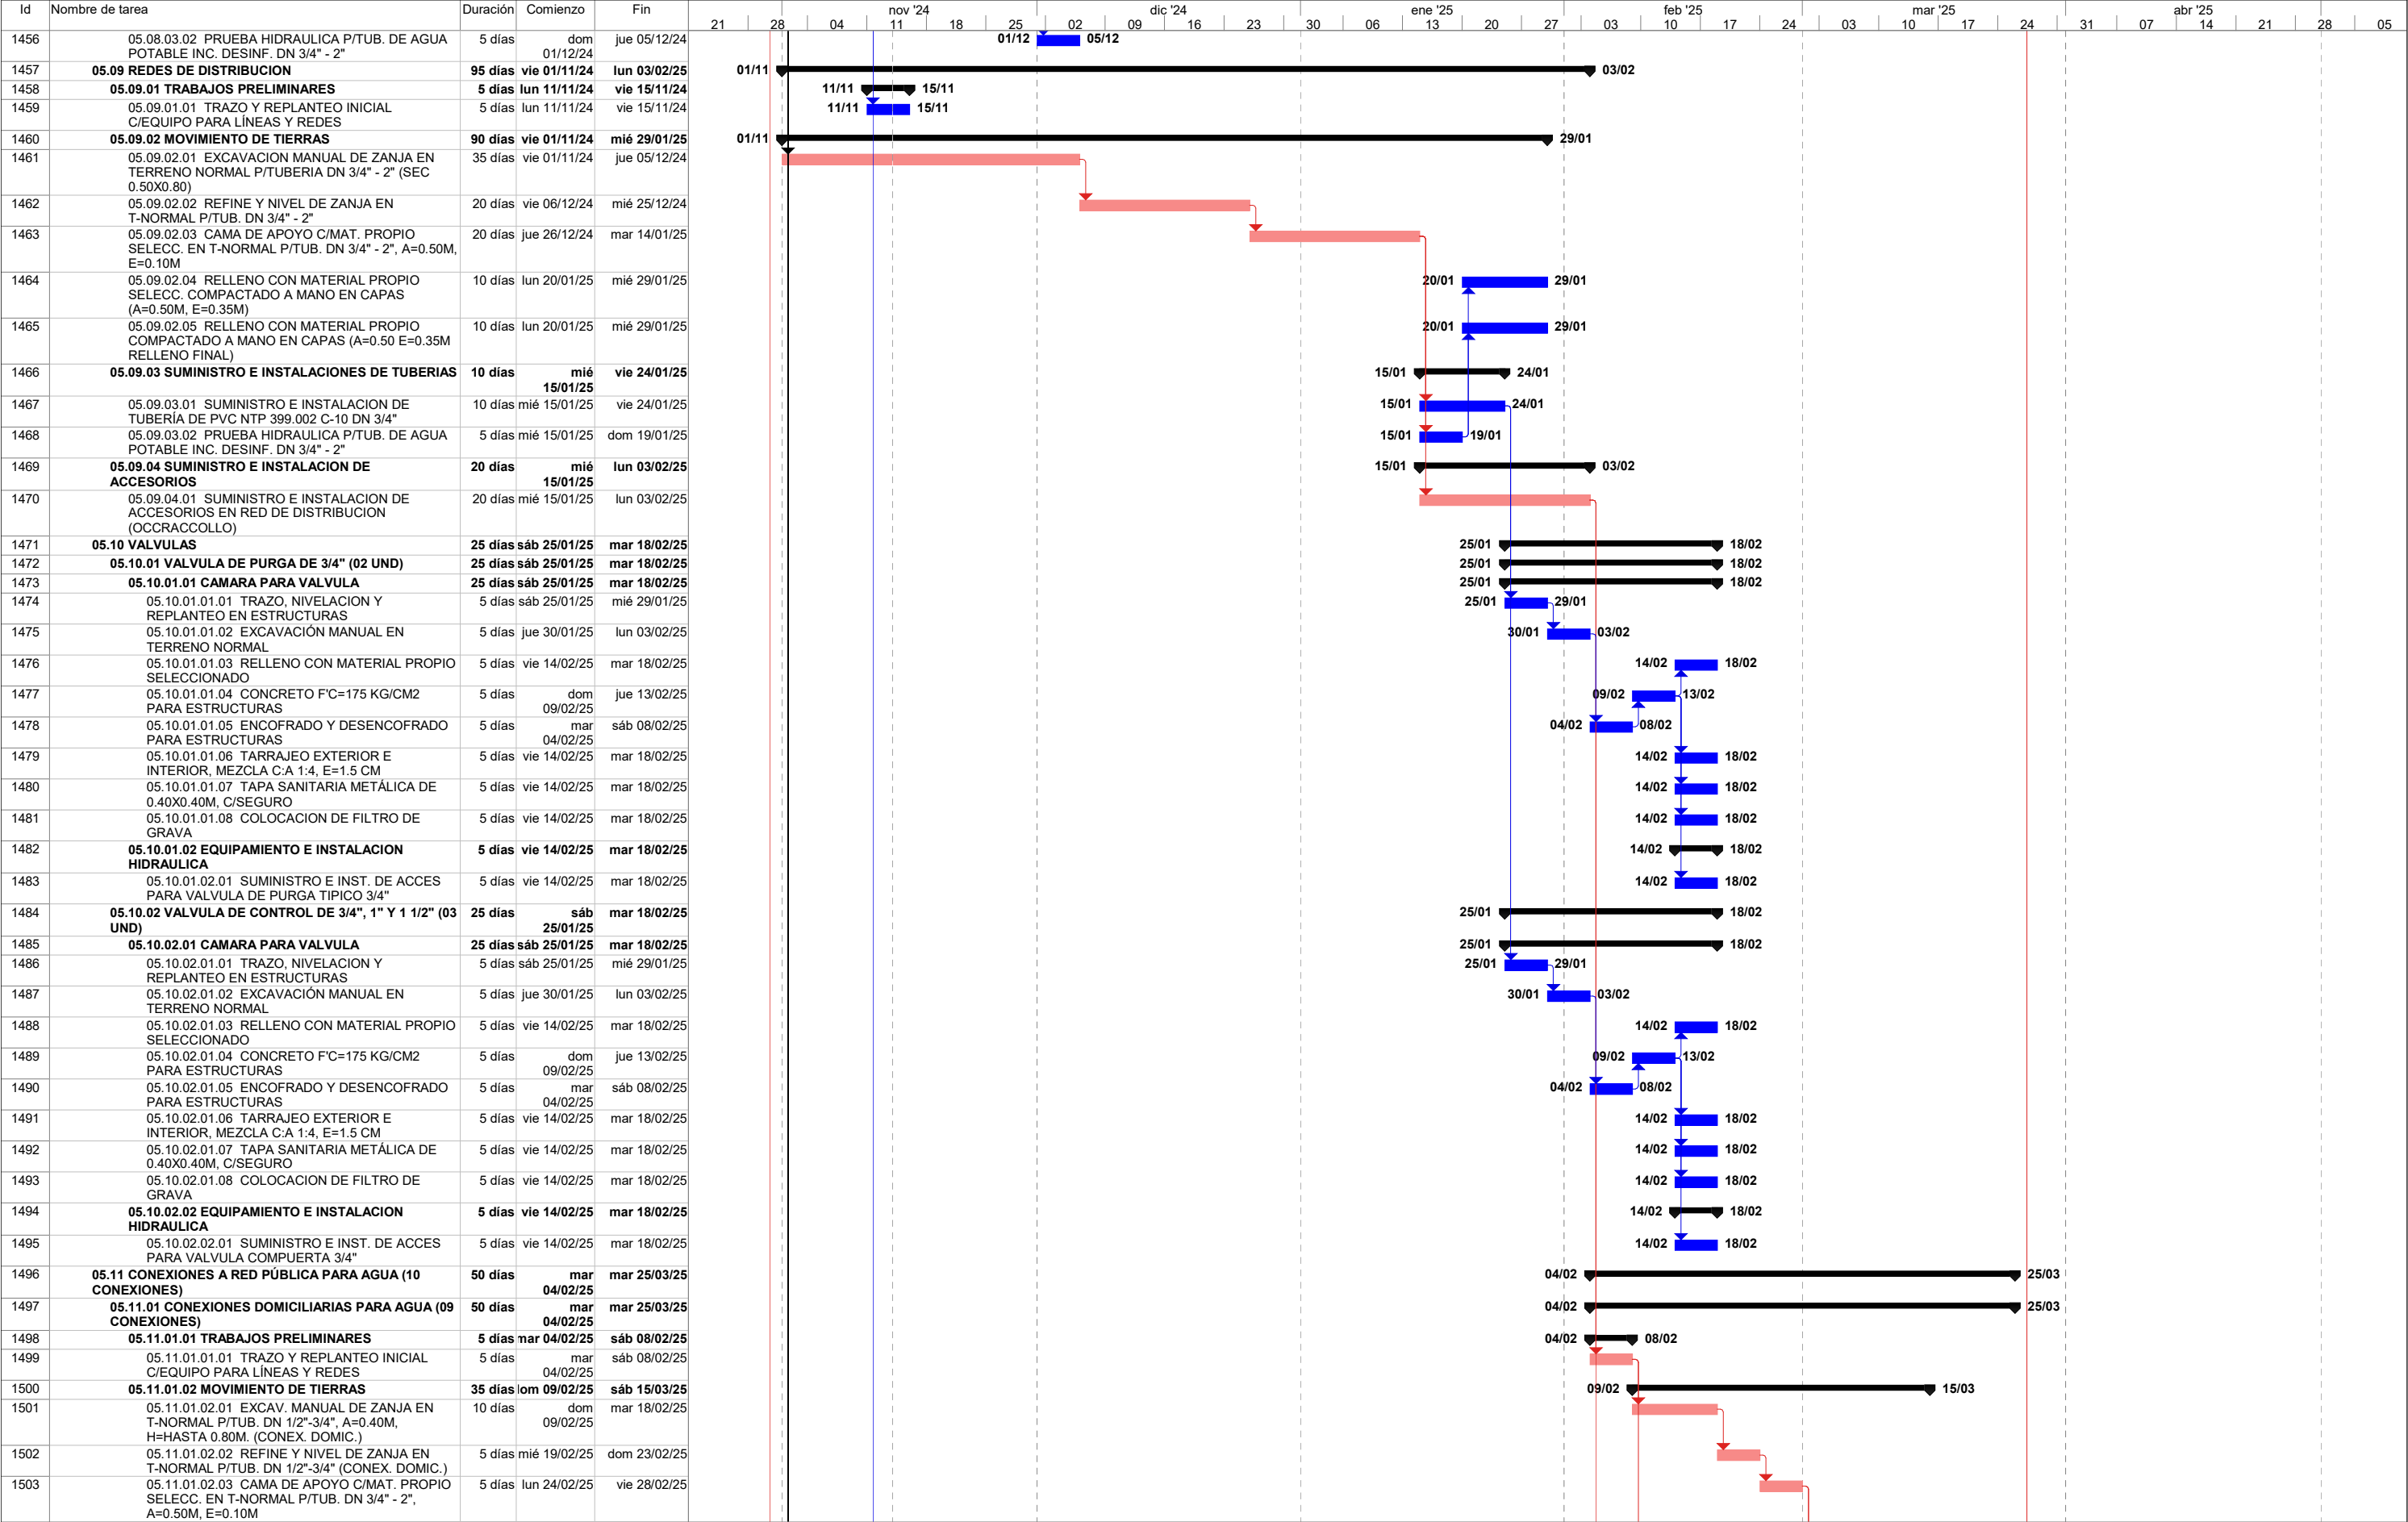 Id Nombre de tarea Duración Comienzo Fin nov '24 dic '24 ene '25 feb '25 mar '25 abr '25
21 28 04 11 18 25 02 09 16 23 30 06 13 20 27 03 10 17 24 03 10 17 24 31 07 14 21 28 05
1456 05.08.03.02 PRUEBA HIDRAULICA P/TUB. DE AGUA 5 días dom jue 05/12/24 01/12 05/12
POTABLE INC. DESINF. DN 3/4" - 2" 01/12/24
1457 05.09 REDES DE DISTRIBUCION 95 días vie 01/11/24 lun 03/02/25 01/11 03/02
1458 05.09.01 TRABAJOS PRELIMINARES 5 días lun 11/11/24 vie 15/11/24 11/11 15/11
1459 05.09.01.01 TRAZO Y REPLANTEO INICIAL 5 días lun 11/11/24 vie 15/11/24 11/11 15/11
C/EQUIPO PARA LÍNEAS Y REDES
1460 05.09.02 MOVIMIENTO DE TIERRAS 90 días vie 01/11/24 mié 29/01/25 01/11 29/01
1461 05.09.02.01 EXCAVACION MANUAL DE ZANJA EN 35 días vie 01/11/24 jue 05/12/24
TERRENO NORMAL P/TUBERIA DN 3/4" - 2" (SEC
0.50X0.80)
1462 05.09.02.02 REFINE Y NIVEL DE ZANJA EN 20 días vie 06/12/24 mié 25/12/24
T-NORMAL P/TUB. DN 3/4" - 2"
1463 05.09.02.03 CAMA DE APOYO C/MAT. PROPIO 20 días jue 26/12/24 mar 14/01/25
SELECC. EN T-NORMAL P/TUB. DN 3/4" - 2", A=0.50M,
E=0.10M
1464 05.09.02.04 RELLENO CON MATERIAL PROPIO 10 días lun 20/01/25 mié 29/01/25 20/01 29/01
SELECC. COMPACTADO A MANO EN CAPAS
(A=0.50M, E=0.35M)
1465 05.09.02.05 RELLENO CON MATERIAL PROPIO 10 días lun 20/01/25 mié 29/01/25 20/01 29/01
COMPACTADO A MANO EN CAPAS (A=0.50 E=0.35M
RELLENO FINAL)
1466 05.09.03 SUMINISTRO E INSTALACIONES DE TUBERIAS 10 días mié vie 24/01/25 15/01 24/01
15/01/25
1467 05.09.03.01 SUMINISTRO E INSTALACION DE 10 días mié 15/01/25 vie 24/01/25 15/01 24/01
TUBERÍA DE PVC NTP 399.002 C-10 DN 3/4"
1468 05.09.03.02 PRUEBA HIDRAULICA P/TUB. DE AGUA 5 días mié 15/01/25 dom 19/01/25 15/01 19/01
POTABLE INC. DESINF. DN 3/4" - 2"
1469 05.09.04 SUMINISTRO E INSTALACION DE 20 días mié lun 03/02/25 15/01 03/02
ACCESORIOS 15/01/25
1470 05.09.04.01 SUMINISTRO E INSTALACION DE 20 días mié 15/01/25 lun 03/02/25
ACCESORIOS EN RED DE DISTRIBUCION
(OCCRACCOLLO)
1471 05.10 VALVULAS 25 días sáb 25/01/25 mar 18/02/25 25/01 18/02
1472 05.10.01 VALVULA DE PURGA DE 3/4" (02 UND) 25 días sáb 25/01/25 mar 18/02/25 25/01 18/02
1473 05.10.01.01 CAMARA PARA VALVULA 25 días sáb 25/01/25 mar 18/02/25 25/01 18/02
1474 05.10.01.01.01 TRAZO, NIVELACION Y 5 días sáb 25/01/25 mié 29/01/25 25/01 29/01
REPLANTEO EN ESTRUCTURAS
1475 05.10.01.01.02 EXCAVACIÓN MANUAL EN 5 días jue 30/01/25 lun 03/02/25 30/01 03/02
TERRENO NORMAL
1476 05.10.01.01.03 RELLENO CON MATERIAL PROPIO 5 días vie 14/02/25 mar 18/02/25 14/02 18/02
SELECCIONADO
1477 05.10.01.01.04 CONCRETO F'C=175 KG/CM2 5 días dom jue 13/02/25 09/02 13/02
PARA ESTRUCTURAS 09/02/25
1478 05.10.01.01.05 ENCOFRADO Y DESENCOFRADO 5 días mar sáb 08/02/25 04/02 08/02
PARA ESTRUCTURAS 04/02/25
1479 05.10.01.01.06 TARRAJEO EXTERIOR E 5 días vie 14/02/25 mar 18/02/25 14/02 18/02
INTERIOR, MEZCLA C:A 1:4, E=1.5 CM
1480 05.10.01.01.07 TAPA SANITARIA METÁLICA DE 5 días vie 14/02/25 mar 18/02/25 14/02 18/02
0.40X0.40M, C/SEGURO
1481 05.10.01.01.08 COLOCACION DE FILTRO DE 5 días vie 14/02/25 mar 18/02/25 14/02 18/02
GRAVA
1482 05.10.01.02 EQUIPAMIENTO E INSTALACION 5 días vie 14/02/25 mar 18/02/25 14/02 18/02
HIDRAULICA
1483 05.10.01.02.01 SUMINISTRO E INST. DE ACCES 5 días vie 14/02/25 mar 18/02/25 14/02 18/02
PARA VALVULA DE PURGA TIPICO 3/4"
1484 05.10.02 VALVULA DE CONTROL DE 3/4", 1" Y 1 1/2" (03 25 días sáb mar 18/02/25 25/01 18/02
UND) 25/01/25
1485 05.10.02.01 CAMARA PARA VALVULA 25 días sáb 25/01/25 mar 18/02/25 25/01 18/02
1486 05.10.02.01.01 TRAZO, NIVELACION Y 5 días sáb 25/01/25 mié 29/01/25 25/01 29/01
REPLANTEO EN ESTRUCTURAS
1487 05.10.02.01.02 EXCAVACIÓN MANUAL EN 5 días jue 30/01/25 lun 03/02/25 30/01 03/02
TERRENO NORMAL
1488 05.10.02.01.03 RELLENO CON MATERIAL PROPIO 5 días vie 14/02/25 mar 18/02/25 14/02 18/02
SELECCIONADO
1489 05.10.02.01.04 CONCRETO F'C=175 KG/CM2 5 días dom jue 13/02/25 09/02 13/02
PARA ESTRUCTURAS 09/02/25
1490 05.10.02.01.05 ENCOFRADO Y DESENCOFRADO 5 días mar sáb 08/02/25 04/02 08/02
PARA ESTRUCTURAS 04/02/25
1491 05.10.02.01.06 TARRAJEO EXTERIOR E 5 días vie 14/02/25 mar 18/02/25 14/02 18/02
INTERIOR, MEZCLA C:A 1:4, E=1.5 CM
1492 05.10.02.01.07 TAPA SANITARIA METÁLICA DE 5 días vie 14/02/25 mar 18/02/25 14/02 18/02
0.40X0.40M, C/SEGURO
1493 05.10.02.01.08 COLOCACION DE FILTRO DE 5 días vie 14/02/25 mar 18/02/25 14/02 18/02
GRAVA
1494 05.10.02.02 EQUIPAMIENTO E INSTALACION 5 días vie 14/02/25 mar 18/02/25 14/02 18/02
HIDRAULICA
1495 05.10.02.02.01 SUMINISTRO E INST. DE ACCES 5 días vie 14/02/25 mar 18/02/25 14/02 18/02
PARA VALVULA COMPUERTA 3/4"
1496 05.11 CONEXIONES A RED PÚBLICA PARA AGUA (10 50 días mar mar 25/03/25 04/02 25/03
CONEXIONES) 04/02/25
1497 05.11.01 CONEXIONES DOMICILIARIAS PARA AGUA (09 50 días mar mar 25/03/25 04/02 25/03
CONEXIONES) 04/02/25
1498 05.11.01.01 TRABAJOS PRELIMINARES 5 días mar 04/02/25 sáb 08/02/25 04/02 08/02
1499 05.11.01.01.01 TRAZO Y REPLANTEO INICIAL 5 días mar sáb 08/02/25
C/EQUIPO PARA LÍNEAS Y REDES 04/02/25
1500 05.11.01.02 MOVIMIENTO DE TIERRAS 35 días lom 09/02/25 sáb 15/03/25 09/02 15/03
1501 05.11.01.02.01 EXCAV. MANUAL DE ZANJA EN 10 días dom mar 18/02/25
T-NORMAL P/TUB. DN 1/2"-3/4", A=0.40M, 09/02/25
H=HASTA 0.80M. (CONEX. DOMIC.)
1502 05.11.01.02.02 REFINE Y NIVEL DE ZANJA EN 5 días mié 19/02/25 dom 23/02/25
T-NORMAL P/TUB. DN 1/2"-3/4" (CONEX. DOMIC.)
1503 05.11.01.02.03 CAMA DE APOYO C/MAT. PROPIO 5 días lun 24/02/25 vie 28/02/25
SELECC. EN T-NORMAL P/TUB. DN 3/4" - 2",
A=0.50M, E=0.10M